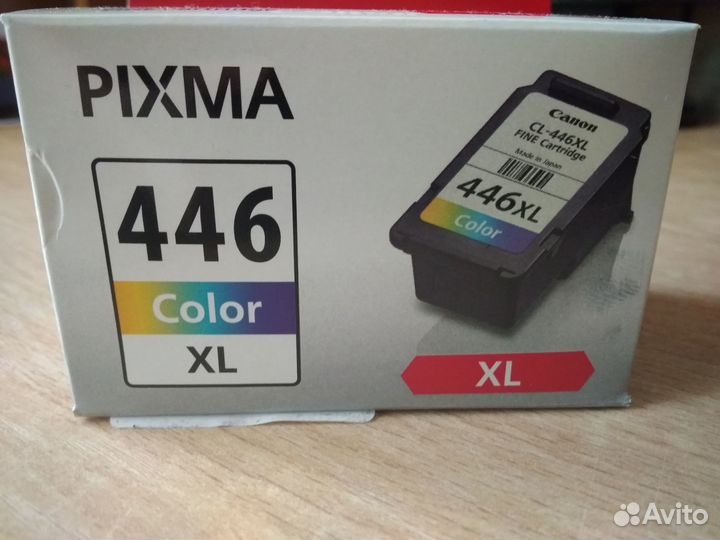 PIXMA
446
Color
XL
Canon
CL-446XL
FINE Cartridge
Made in Japan
446XL
Color
XL
Avito